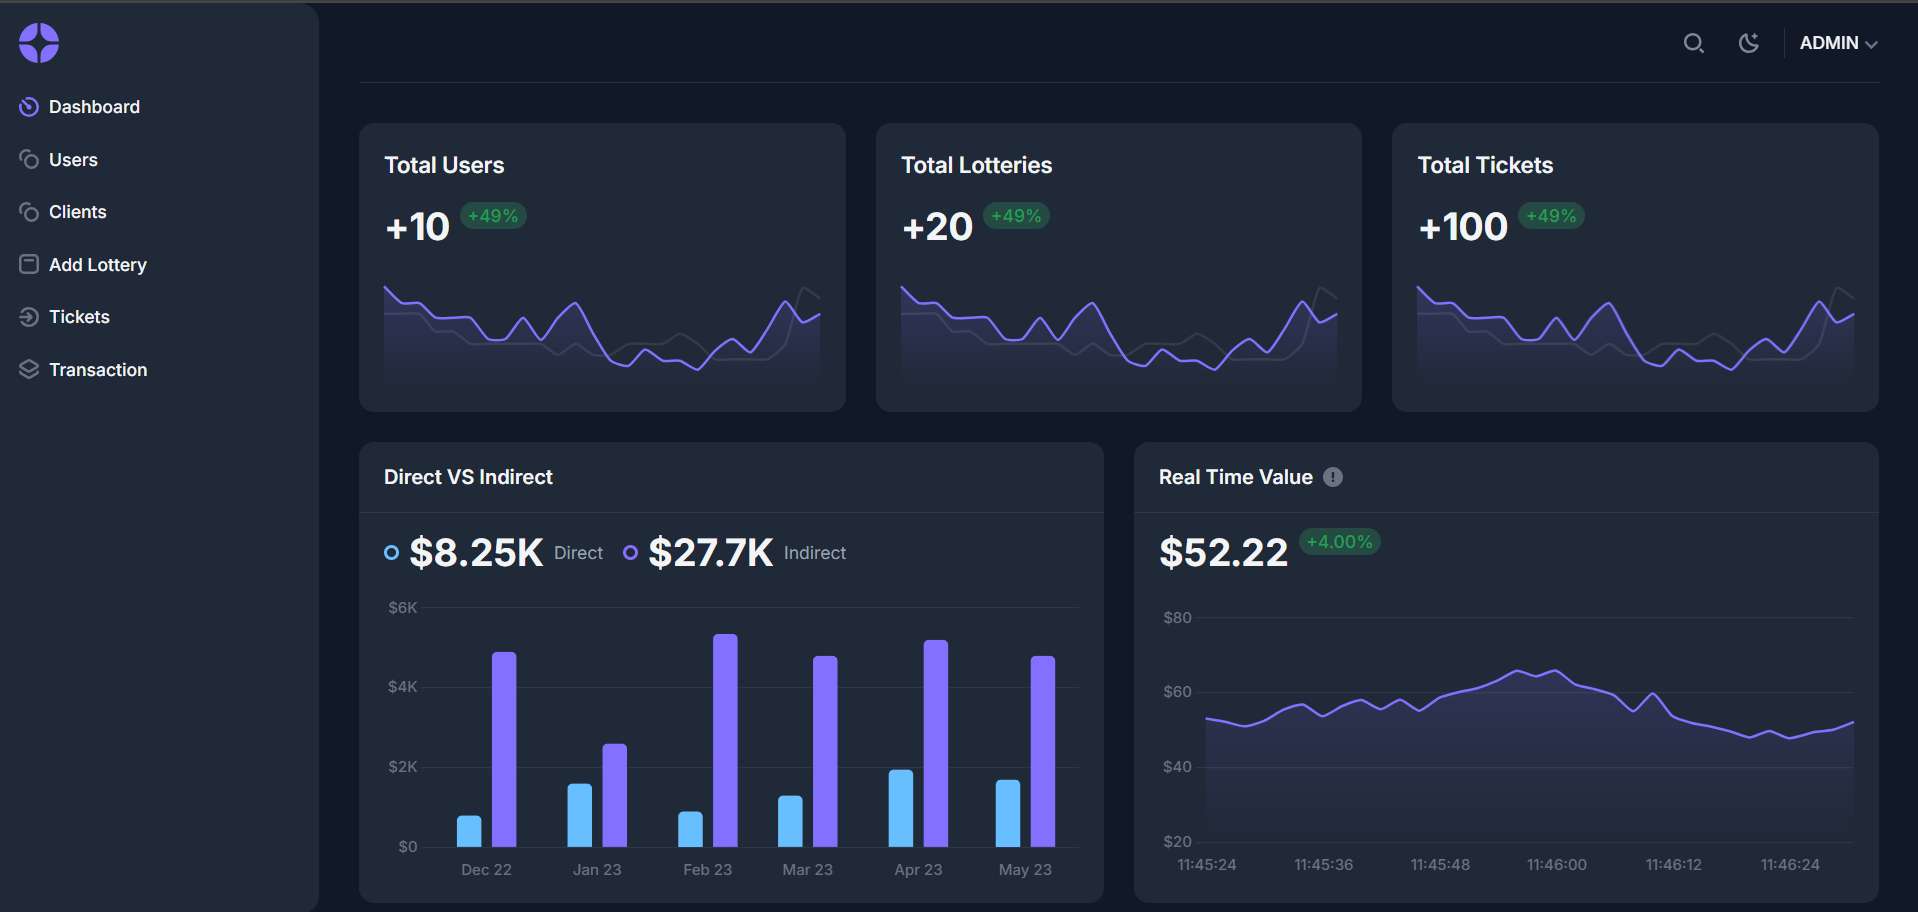 ADMIN
Dashboard
Users
Clients
Add Lottery
Tickets
Transaction
Total Users
+10 +49%
Total Lotteries
+20 +49%
Total Tickets
+100 +49%
Direct VS Indirect
$8.25K Direct $27.7K Indirect
$6K
$4K
$2K
$0
Dec 22 Jan 23 Feb 23 Mar 23 Apr 23 May 23
Real Time Value !
$52.22 +4.00%
$80
$60
$40
$20
11:45:24 11:45:36 11:45:48 11:46:00 11:46:12 11:46:24